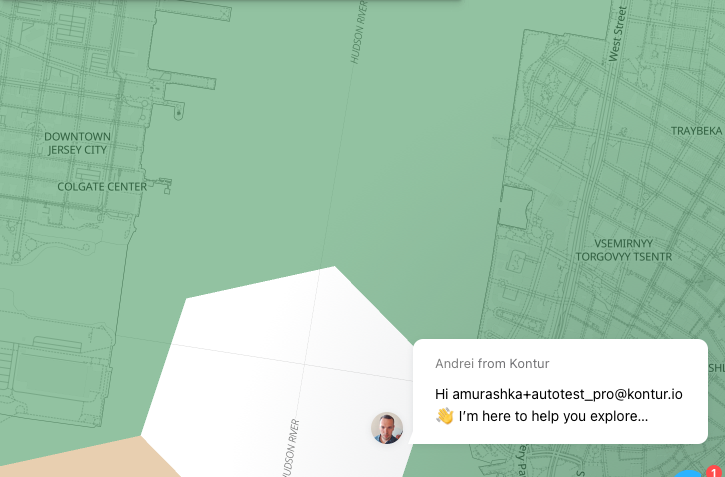 HUDSON RIVER
West Street
DOWNTOWN
JERSEY CITY
TRAYBEKA
COLGATE CENTER
VSEMIRNYY
TORGOVYY TSENTR
Andrei from Kontur
Hi amurashka+autotest_pro@kontur.io
👋 I'm here to help you explore...
HUDSON RIVER
1